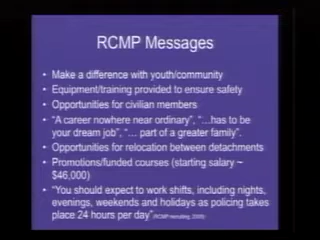 RCMP Messages
• Make a difference with youth/community
• Equipment/training provided to ensure safety
• Opportunities for civilian members
• “A career nowhere near ordinary”, “…has to be
your dream job”, “… part of a greater family”.
• Opportunities for relocation between detachments
• Promotions/funded courses (starting salary ~
$46,000)
• “You should expect to work shifts, including nights,
evenings, weekends and holidays as policing takes
place 24 hours per day”(RCMP recruiting, 2005)